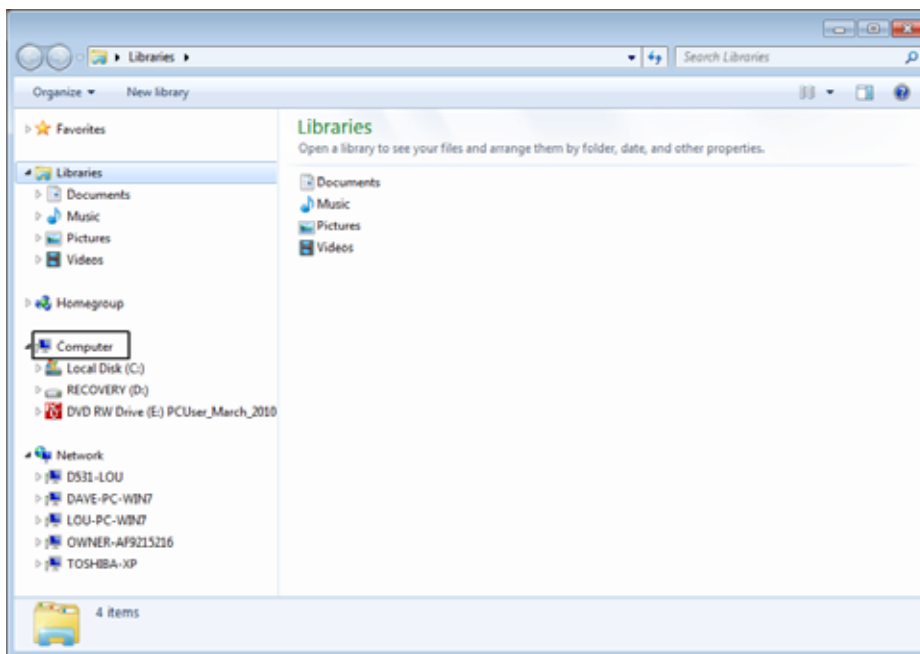 Libraries
Search Libraries
Organize
New library
Favorites
Libraries
Documents
Music
Pictures
Videos
Homegroup
Computer
Local Disk (C:)
RECOVERY (D:)
DVD RW Drive (E:) PCUser_March_2010
Network
D531-LOU
DAVE-PC-WIN7
LOU-PC-WIN7
OWNER-AF9215216
TOSHIBA-XP
Libraries
Open a library to see your files and arrange them by folder, date, and other properties.
Documents
Music
Pictures
Videos
4 items